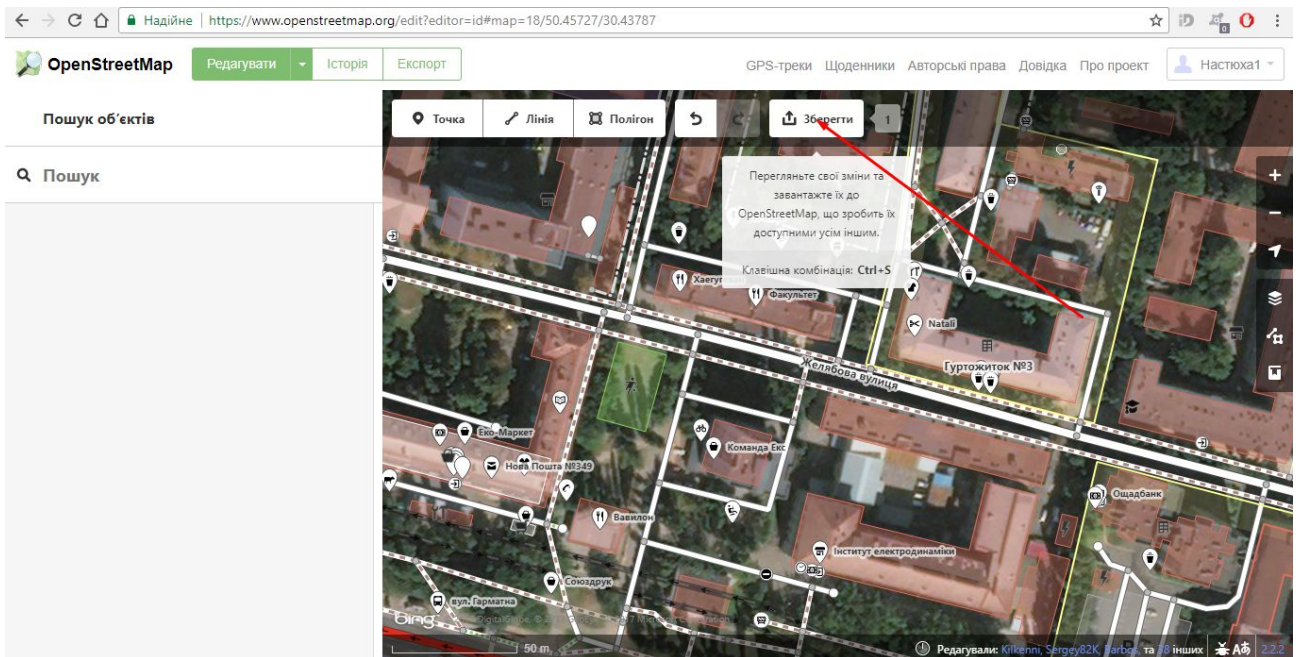 Надійне | https://www.openstreetmap.org/edit?editor=id#map=18/50.45727/30.43787
0
OpenStreetMap
Редагувати
Історія
Експорт
GPS-треки Щоденники Авторські права Довідка Про проект
Настюха1
Пошук об'єктів
Точка
Лінія
Полігон
Зберегти
1
Пошук
Перегляньте свої зміни та
завантажте їх до
OpenStreetMap, що зробить їх
доступними усім іншим.
Клавішна комбінація: Ctrl+S
Факультет
Natali
Желябова вулиця
Гуртожиток №3
Еко-Маркет
Команда Екс
Нова Пошта №349
Ощадбанк
Вавилон
Інститут електродинаміки
Союздрук
вул. Гарматна
bing
50 m
Редагували: Kilkenni, Sergey82K, Barbos, та 38 інших
2.2.2